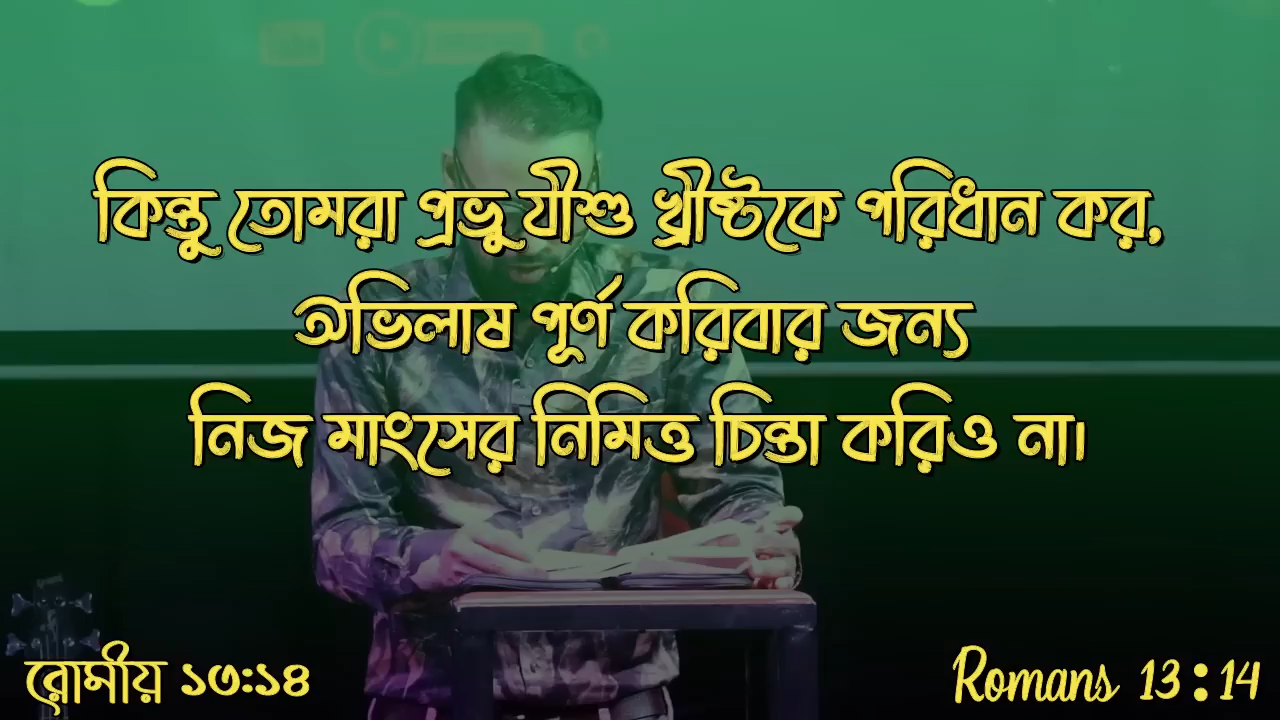 কিন্তু তোমরা প্রভু যীশু খ্রীষ্টকে পরিধান কর,
অভিলাষ পূর্ণ করিবার জন্য
নিজ মাংসের নিমিত্ত চিন্তা করিও না।
রোমীয় ১৩:১৪
Romans 13:14